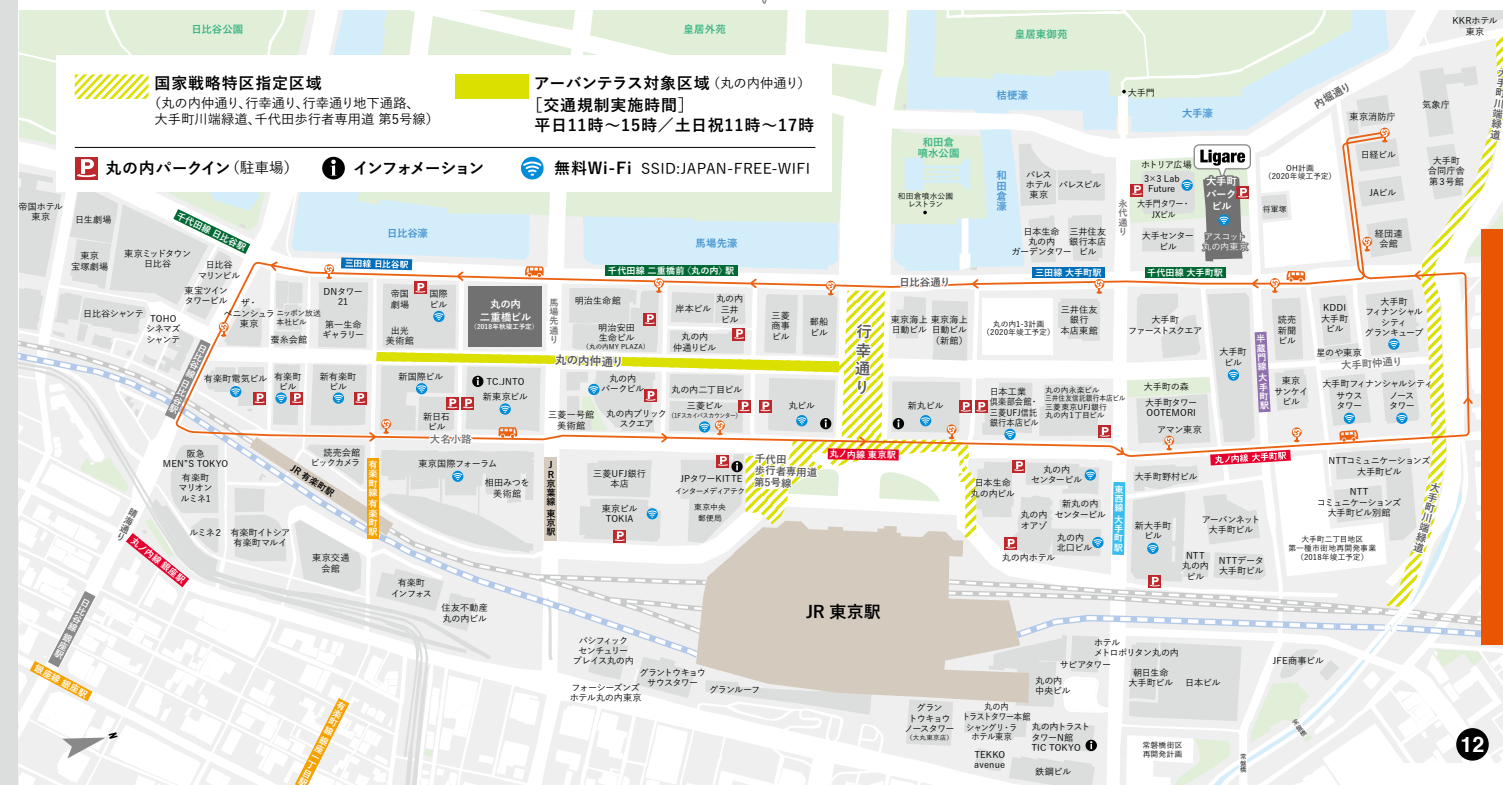 日比谷公園
皇居外苑
皇居東御苑
KKRホテル
東京
国家戦略特区指定区域
(丸の内仲通り、行幸通り、行幸通り地下通路、
大手町川端緑道、千代田歩行者専用道 第5号線)
アーバンテラス対象区域(丸の内仲通り)
[交通規制実施時間]
平日11時〜15時/土日祝11時〜17時
P 丸の内パークイン(駐車場)
i インフォメーション
無料Wi-Fi SSID:JAPAN-FREE-WIFI
桔梗濠
大手門
大手濠
内堀通り
気象庁
大手町川端緑道
東京消防庁
日経ビル
大手町
合同庁舎
第3号館
JAビル
経団連
会館
和田倉
噴水公園
和田倉噴水公園
レストラン
和田倉濠
パレス
ホテル
東京
パレスビル
日本生命
丸の内
ガーデンタワー
三井住友
銀行本店
ビル
永代通り
ホトリア広場
3×3 Lab
Future
大手門タワー・
JXビル
大手センター
ビル
Ligare
大手町
パーク
ビル
アスコット
丸の内東京
OH計画
(2020年竣工予定)
将軍塚
帝国ホテル
東京
日生劇場
千代田線 日比谷駅
日比谷濠
馬場先濠
東京
宝塚劇場
東京ミッドタウン
日比谷
日比谷
マリンビル
東宝ツイン
タワービル
三田線 日比谷駅
千代田線 二重橋前〈丸の内〉駅
日比谷通り
三田線 大手町駅
千代田線 大手町駅
日比谷シャンテ
TOHO
シネマズ
シャンテ
ザ・
ペニンシュラ
東京
ニッポン放送
本社ビル
蚕糸会館
DNタワー
21
第一生命
ギャラリー
帝国
劇場
国際
ビル
出光
美術館
丸の内
二重橋ビル
(2018年秋竣工予定)
馬場先通り
明治生命館
明治安田
生命ビル
(丸の内MY PLAZA)
岸本ビル
丸の内
三井
ビル
丸の内
仲通りビル
三菱
商事
ビル
郵船
ビル
行幸通り
東京海上
日動ビル
東京海上
日動ビル
(新館)
丸の内1-3計画
(2020年竣工予定)
三井住友
銀行
本店東館
大手町
ファーストスクエア
半蔵門線 大手町駅
大手町
ビル
読売
新聞
ビル
KDDI
大手町
ビル
大手町
フィナンシャル
シティ
グランキューブ
星のや東京
大手町仲通り
丸の内仲通り
日比谷線 日比谷駅
有楽町電気ビル
有楽町
ビル
新有楽町
ビル
新国際ビル
新日石
ビル
TC.JNTO
新東京ビル
三菱一号館
美術館
丸の内
パークビル
丸の内ブリック
スクエア
丸の内二丁目ビル
三菱ビル
(1Fスカイバスカウンター)
丸ビル
新丸ビル
日本工業
倶楽部会館・
三菱UFJ信託
銀行本店ビル
丸の内永楽ビル
三井住友信託銀行本店ビル
三菱東京UFJ銀行
丸の内1丁目ビル
大手町の森
大手町タワー
OOTEMORI
アマン東京
東京
サンケイ
ビル
大手町フィナンシャルシティ
サウス
タワー
ノース
タワー
大名小路
丸ノ内線 東京駅
丸ノ内線 大手町駅
阪急
MEN"S TOKYO
有楽町
マリオン
ルミネ1
JR 有楽町駅
読売会館
ビックカメラ
有楽町線 有楽町駅
東京国際フォーラム
相田みつを
美術館
JR京葉線 東京駅
三菱UFJ銀行
本店
東京ビル
TOKIA
JPタワーKITTE
インターメディアテク
東京中央
郵便局
千代田
歩行者専用道
第5号線
日本生命
丸の内ビル
丸の内
センタービル
新丸の内
センタービル
丸の内
オアゾ
丸の内
北口ビル
丸の内ホテル
東西線 大手町駅
大手町野村ビル
新大手町
ビル
アーバンネット
大手町ビル
NTT
丸の内
ビル
NTTデータ
大手町ビル
NTTコミュニケーションズ
大手町ビル
NTT
コミュニケーションズ
大手町ビル別館
大手町二丁目地区
第一種市街地再開発事業
(2018年竣工予定)
大手町川端緑道
晴海通り
丸ノ内線 銀座駅
ルミネ2
有楽町イトシア
有楽町マルイ
東京交通
会館
有楽町
インフォス
住友不動産
丸の内ビル
日比谷線 銀座駅
銀座線 銀座駅
有楽町線 銀座一丁目駅
JR 東京駅
パシフィック
センチュリー
プレイス丸の内
グラントウキョウ
サウスタワー
フォーシーズンズ
ホテル丸の内東京
グランルーフ
グラン
トウキョウ
ノースタワー
(大丸東京店)
丸の内
トラストタワー本館
シャングリ・ラ
ホテル東京
TEKKO
avenue
丸の内トラスト
タワーN館
TIC TOKYO
鉄鋼ビル
丸の内
中央ビル
サピアタワー
ホテル
メトロポリタン丸の内
朝日生命
大手町ビル
日本ビル
JFE商事ビル
常磐橋街区
再開発計画
常磐橋
N
12